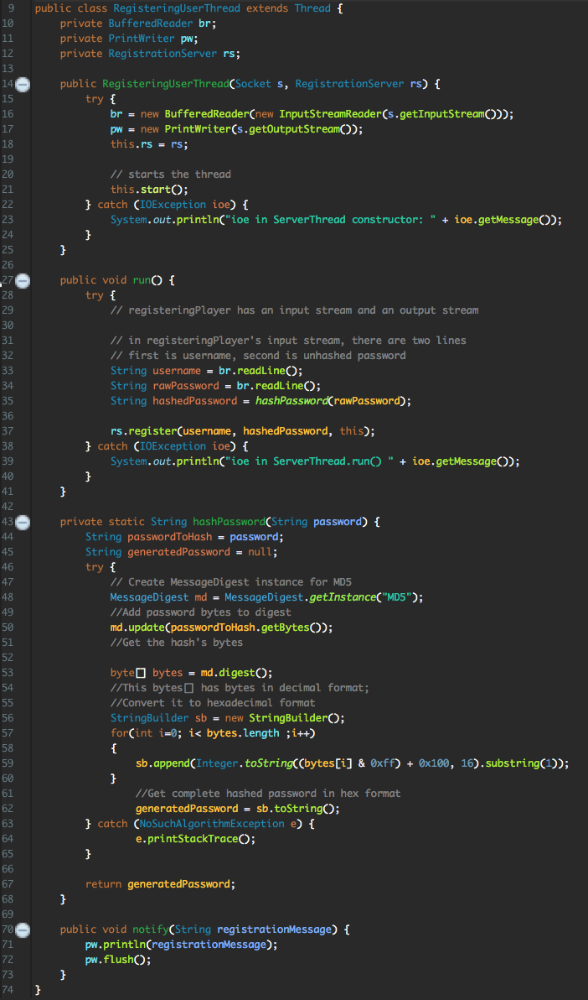 9 public class RegisteringUserThread extends Thread {
10 private BufferedReader br;
11 private PrintWriter pw;
12 private RegistrationServer rs;
13
14 public RegisteringUserThread(Socket s, RegistrationServer rs) {
15 try {
16 br = new BufferedReader(new InputStreamReader(s.getInputStream()));
17 pw = new PrintWriter(s.getOutputStream());
18 this.rs = rs;
19
20 // starts the thread
21 this.start();
22 } catch (IOException ioe) {
23 System.out.println("ioe in ServerThread constructor: " + ioe.getMessage());
24 }
25 }
26
27 public void run() {
28 try {
29 // registeringPlayer has an input stream and an output stream
30
31 // in registeringPlayer's input stream, there are two lines
32 // first is username, second is unhashed password
33 String username = br.readLine();
34 String rawPassword = br.readLine();
35 String hashedPassword = hashPassword(rawPassword);
36
37 rs.register(username, hashedPassword, this);
38 } catch (IOException ioe) {
39 System.out.println("ioe in ServerThread.run() " + ioe.getMessage());
40 }
41 }
42
43 private static String hashPassword(String password) {
44 String passwordToHash = password;
45 String generatedPassword = null;
46 try {
47 // Create MessageDigest instance for MD5
48 MessageDigest md = MessageDigest.getInstance("MD5");
49 //Add password bytes to digest
50 md.update(passwordToHash.getBytes());
51 //Get the hash's bytes
52
53 byte[] bytes = md.digest();
54 //This bytes[] has bytes in decimal format;
55 //Convert it to hexadecimal format
56 StringBuilder sb = new StringBuilder();
57 for(int i=0; i< bytes.length ;i++)
58 {
59 sb.append(Integer.toString((bytes[i] & 0xff) + 0x100, 16).substring(1));
60 }
61 //Get complete hashed password in hex format
62 generatedPassword = sb.toString();
63 } catch (NoSuchAlgorithmException e) {
64 e.printStackTrace();
65 }
66
67 return generatedPassword;
68 }
69
70 public void notify(String registrationMessage) {
71 pw.println(registrationMessage);
72 pw.flush();
73 }
74 }